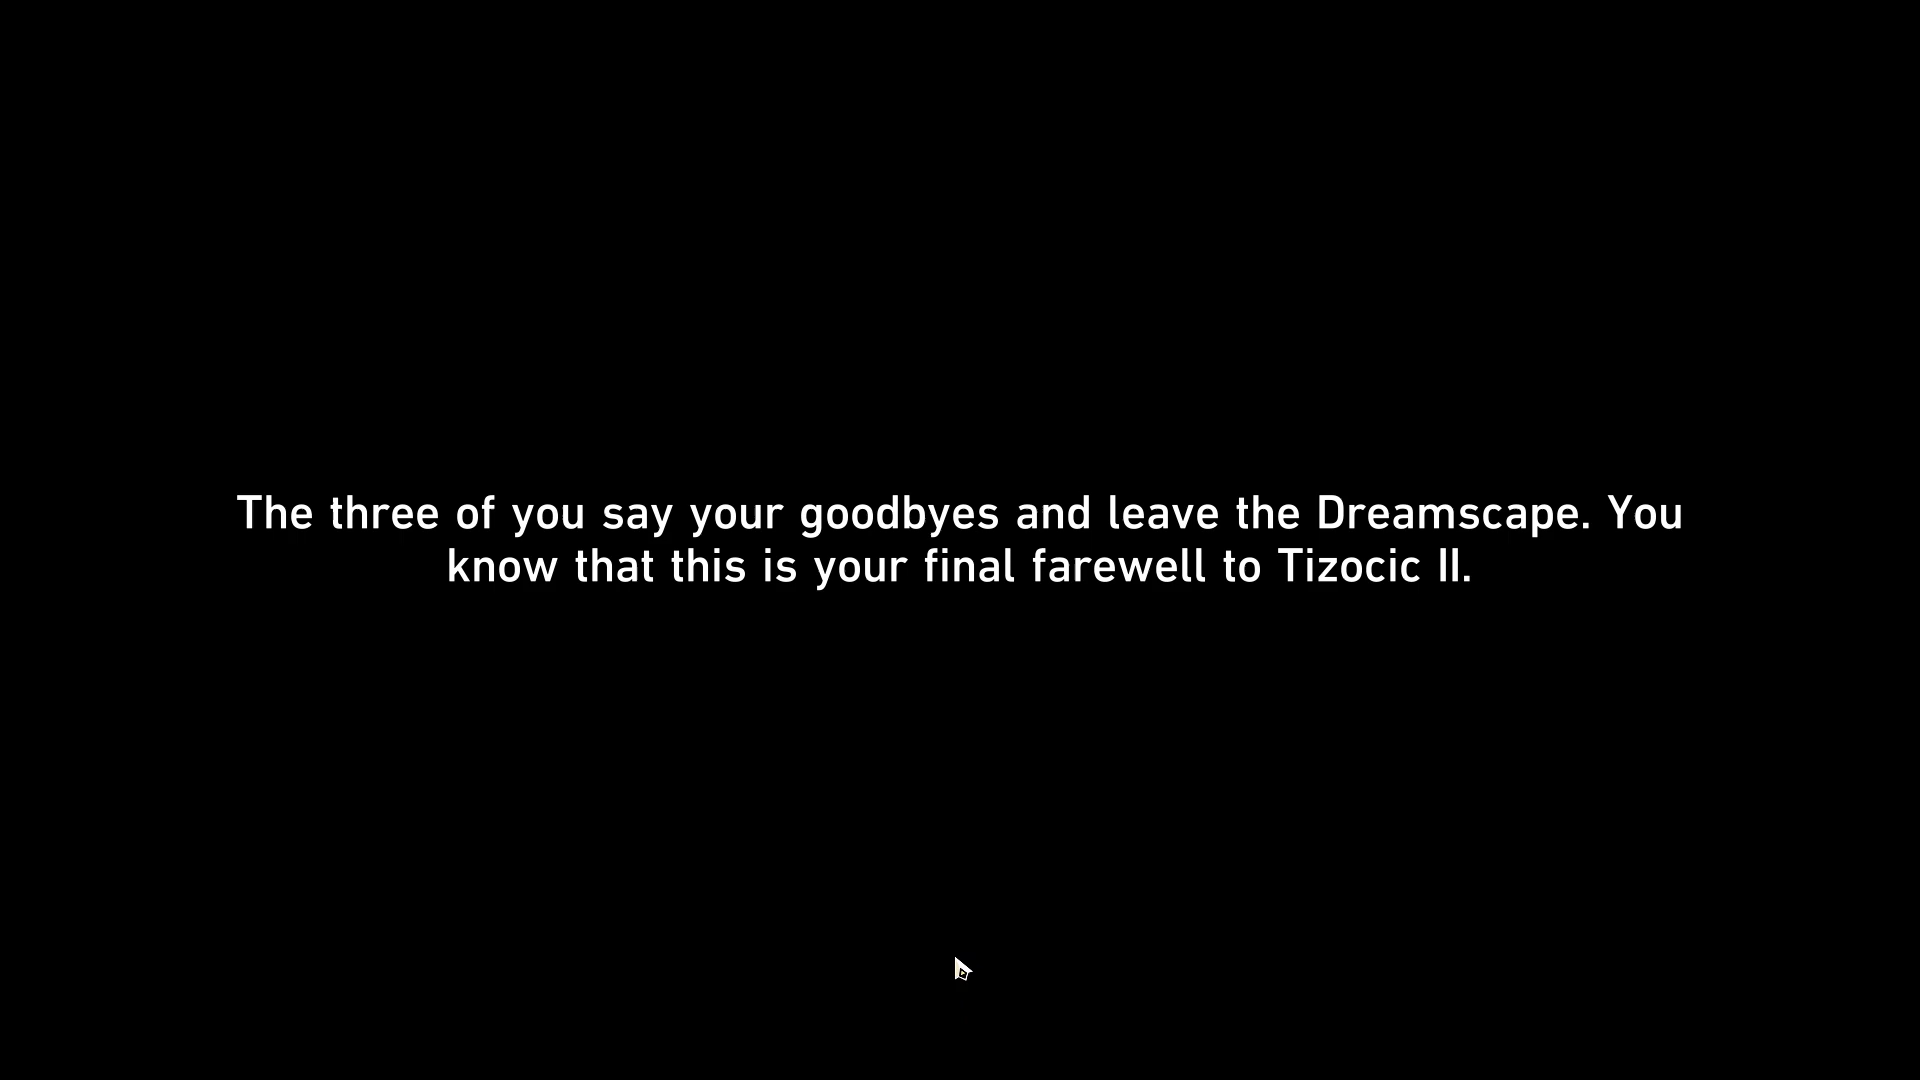 The three of you say your goodbyes and leave the Dreamscape. You
know that this is your final farewell to Tizocic II.